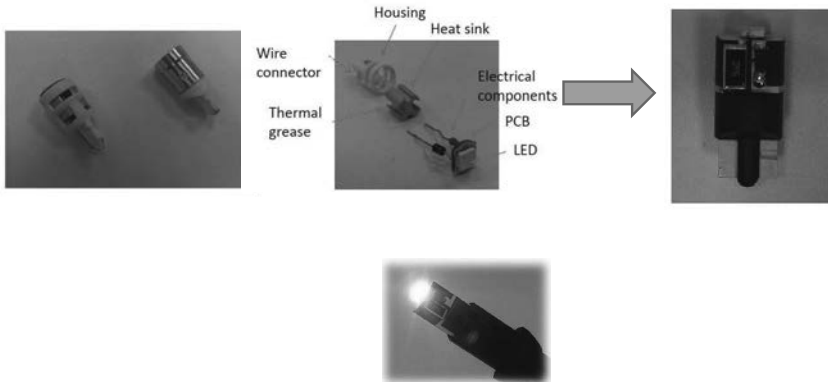 Housing
Heat sink
Wire
connector
Electrical
components
Thermal
grease
PCB
LED